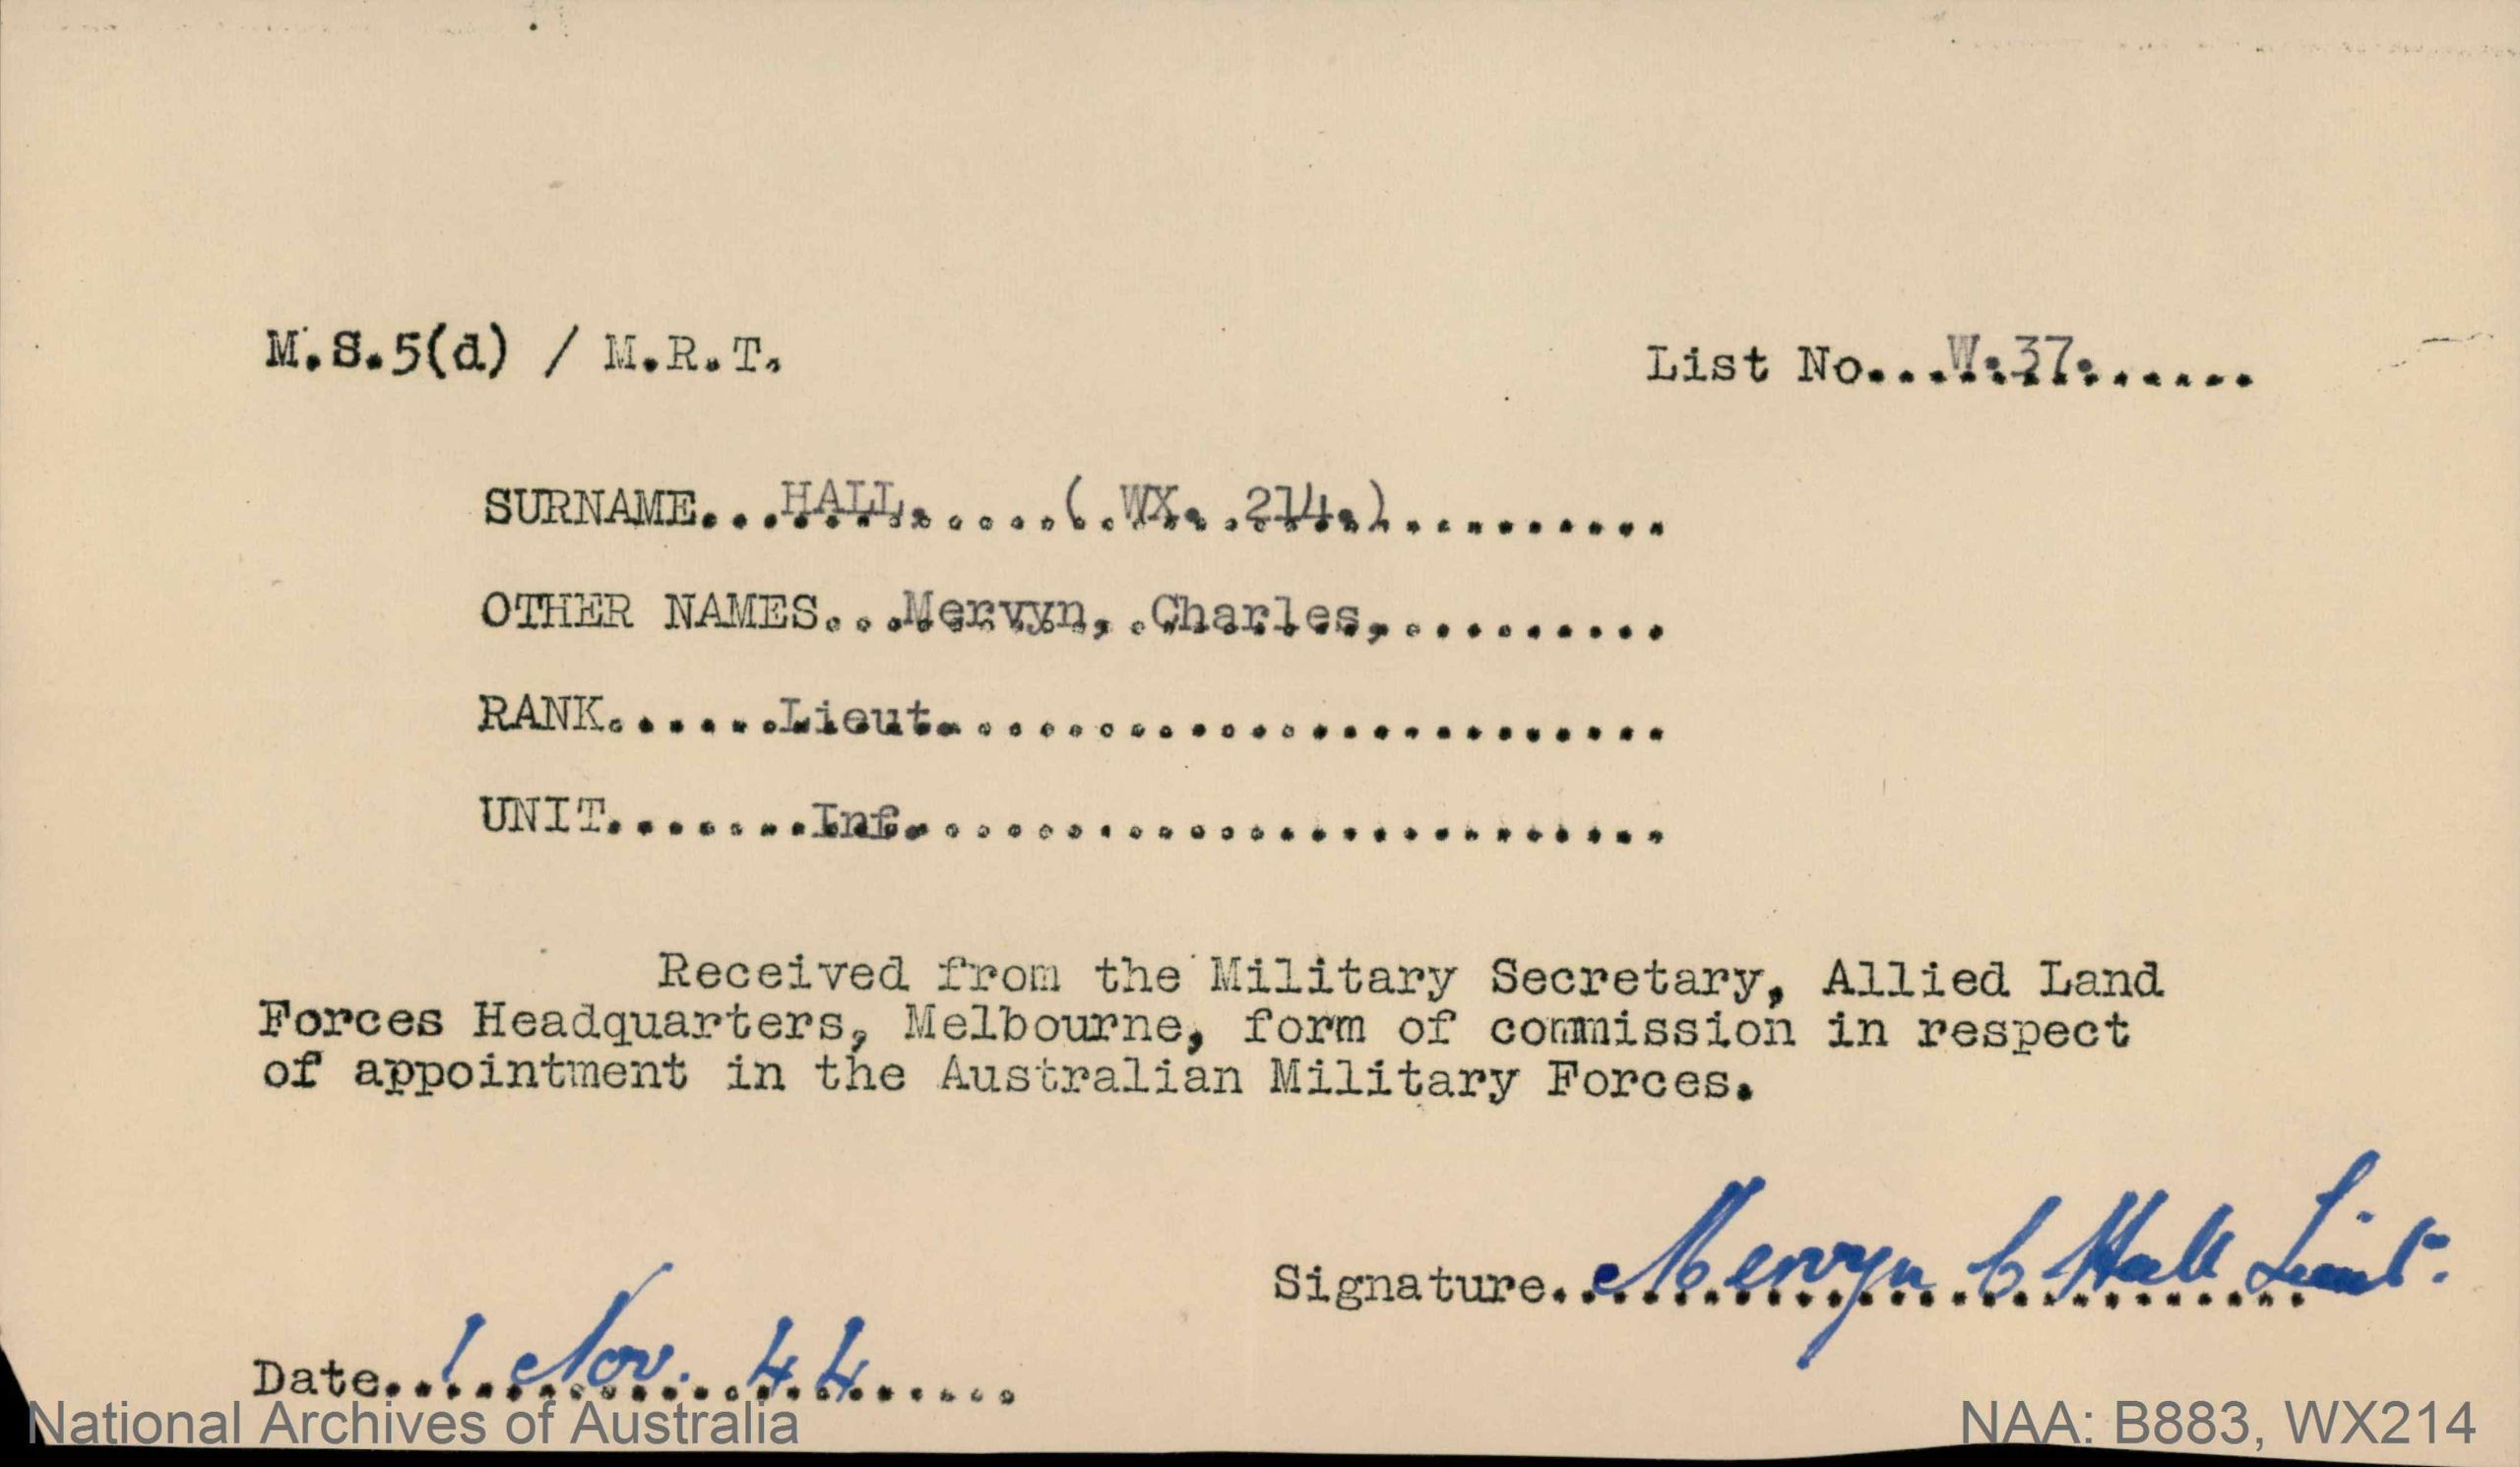 M.S.5(d) / M.R.T.
List No...W.37.......
SURNAME...HALL......(.WX. .214.)..........
OTHER NAMES...Mervyn, .Charles,..........
RANK......Lieut.........................
UNIT.......Inf..........................
Received from the Military Secretary, Allied Land
Forces Headquarters, Melbourne, form of commission in respect
of appointment in the Australian Military Forces.
Signature...Mervyn C Hall Lieut.
Date...1 Nov. 44.....
National Archives of Australia
NAA: B883, WX214